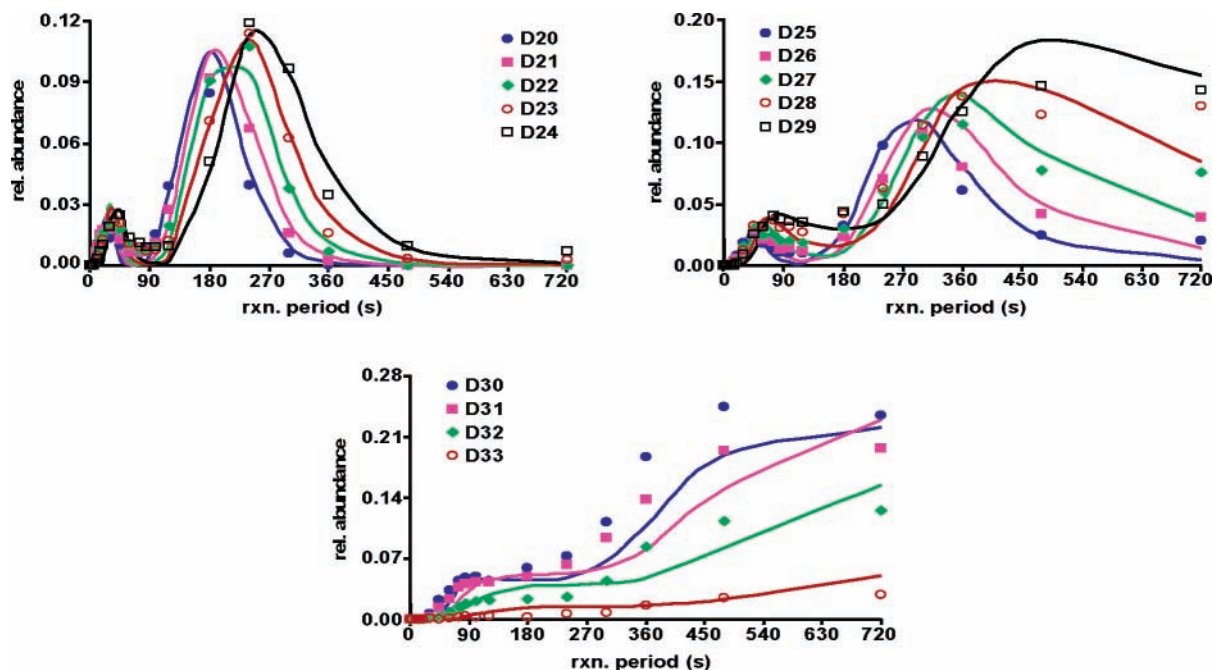 0.12
0.09
0.06
0.03
0.00
rel. abundance
D20
D21
D22
D23
D24
0 90 180 270 360 450 540 630 720
rxn. period (s)
0.20
0.15
0.10
0.05
0.00
rel. abundance
D25
D26
D27
D28
D29
0 90 180 270 360 450 540 630 720
rxn. period (s)
0.28
0.21
0.14
0.07
0.00
rel. abundance
D30
D31
D32
D33
0 90 180 270 360 450 540 630 720
rxn. period (s)